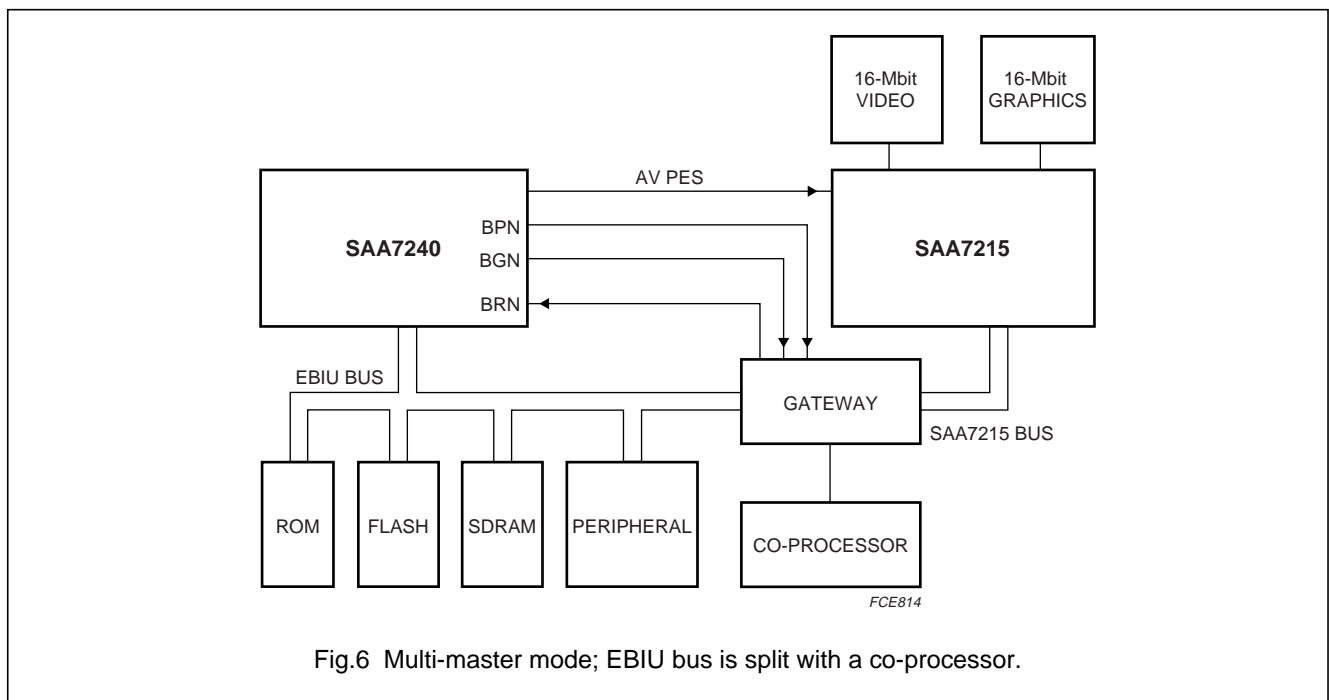 16-Mbit
VIDEO
16-Mbit
GRAPHICS
AV PES
BPN
SAA7240
SAA7215
BGN
BRN
EBIU BUS
GATEWAY
SAA7215 BUS
ROM
FLASH
SDRAM
PERIPHERAL
CO-PROCESSOR
FCE814
Fig.6 Multi-master mode; EBIU bus is split with a co-processor.